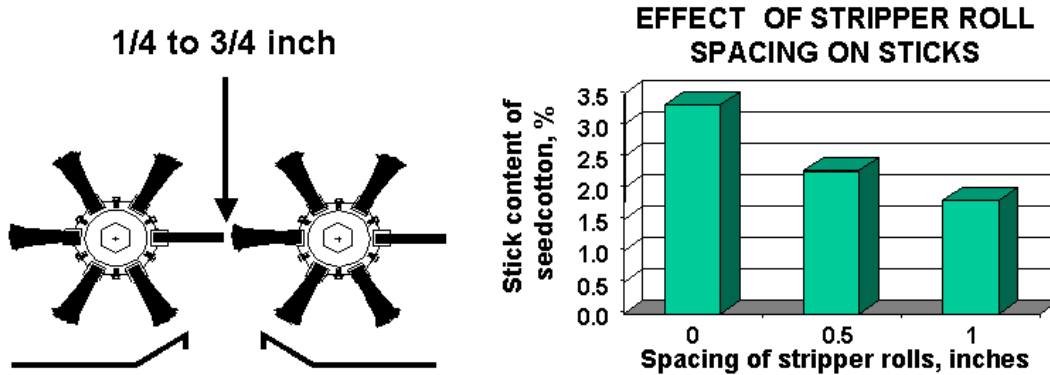 1/4 to 3/4 inch
EFFECT OF STRIPPER ROLL
SPACING ON STICKS
Stick content of
seedcotton, %
3.5
3.0
2.5
2.0
1.5
1.0
0.5
0.0
0 0.5 1
Spacing of stripper rolls, inches